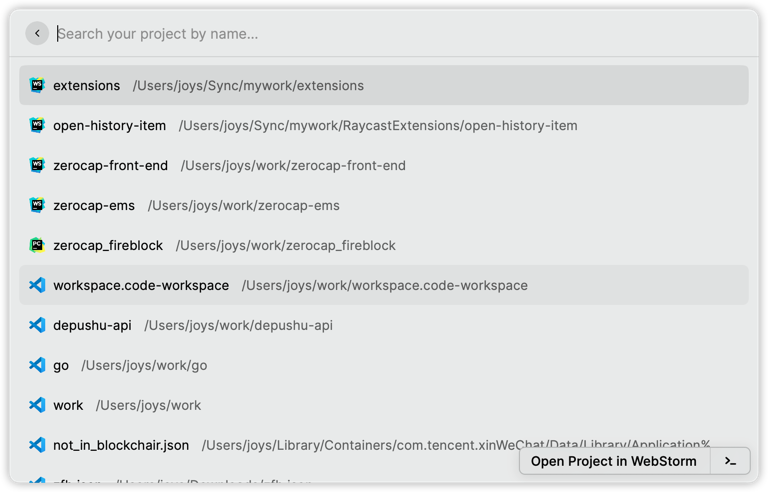 Search your project by name...
WS extensions /Users/joys/Sync/mywork/extensions
WS open-history-item /Users/joys/Sync/mywork/RaycastExtensions/open-history-item
WS zerocap-front-end /Users/joys/work/zerocap-front-end
WS zerocap-ems /Users/joys/work/zerocap-ems
PC zerocap_fireblock /Users/joys/work/zerocap_fireblock
workspace.code-workspace /Users/joys/work/workspace.code-workspace
depushu-api /Users/joys/work/depushu-api
go /Users/joys/work/go
work /Users/joys/work
not_in_blockchair.json /Users/joys/Library/Containers/com.tencent.xinWeChat/Data/Library/Application%
Open Project in WebStorm >_